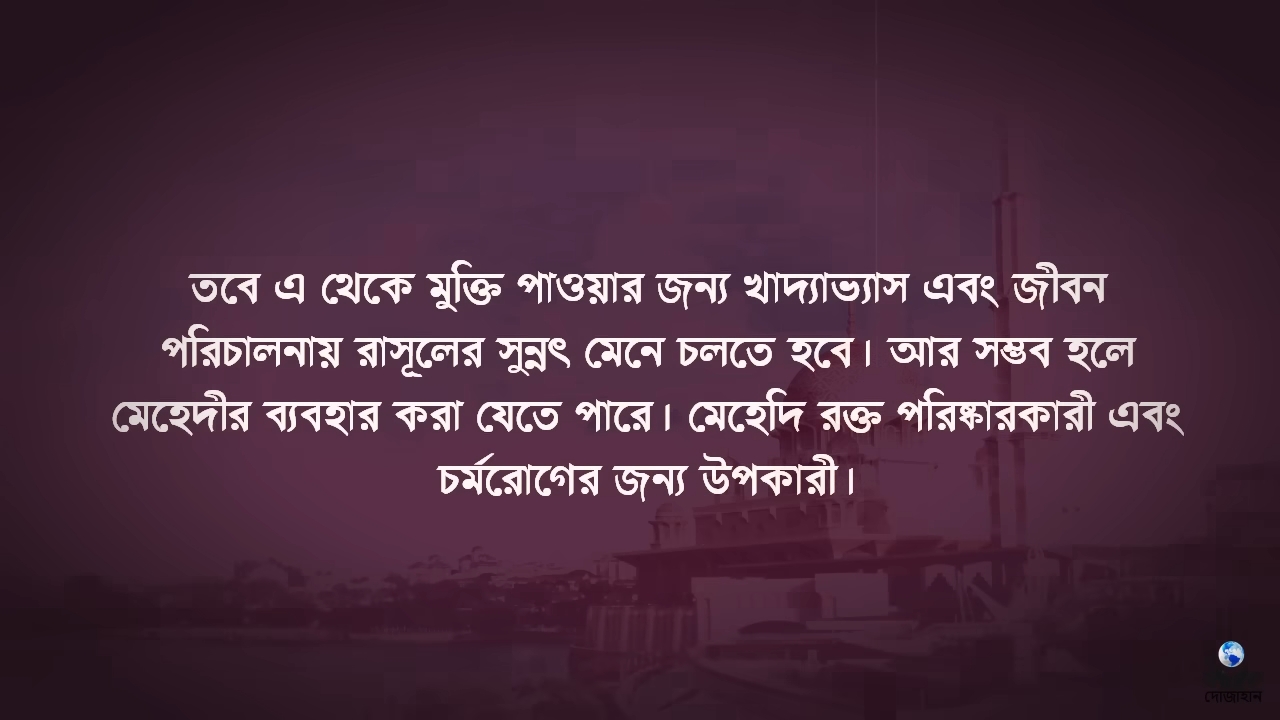 তবে এ থেকে মুক্তি পাওয়ার জন্য খাদ্যাভ্যাস এবং জীবন
পরিচালনায় রাসূলের সুন্নৎ মেনে চলতে হবে। আর সম্ভব হলে
মেহেদীর ব্যবহার করা যেতে পারে। মেহেদি রক্ত পরিষ্কারকারী এবং
চর্মরোগের জন্য উপকারী।
দোজাহান